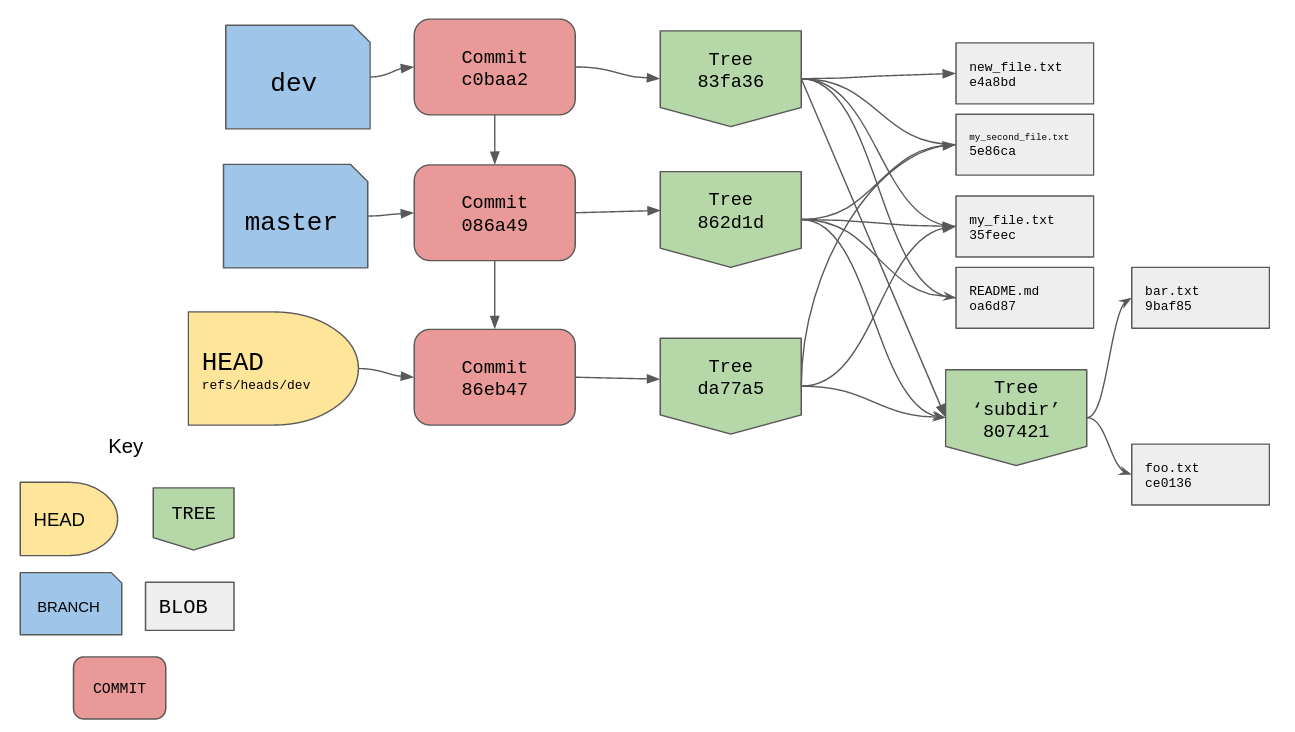 dev
Commit
c0baa2
Tree
83fa36
new_file.txt
e4a8bd
my_second_file.txt
5e86ca
master
Commit
086a49
Tree
862d1d
my_file.txt
35feec
README.md
oa6d87
bar.txt
9baf85
HEAD
refs/heads/dev
Commit
86eb47
Tree
da77a5
Tree
‘subdir’
807421
foo.txt
ce0136
Key
HEAD
TREE
BRANCH
BLOB
COMMIT